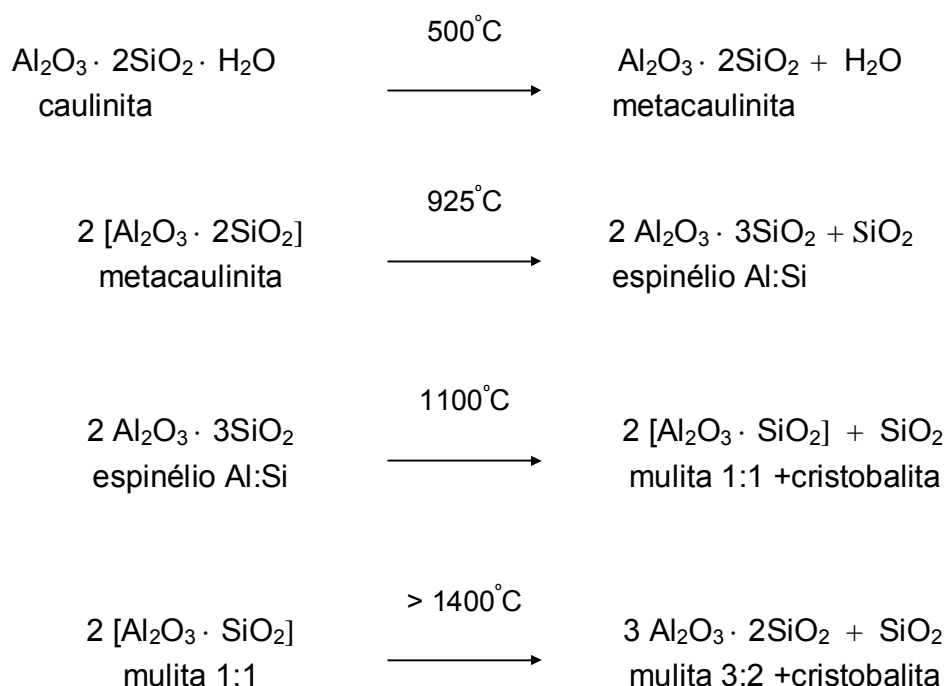 500°C
Al₂O₃ · 2SiO₂ · H₂O Al₂O₃ · 2SiO₂ + H₂O
caulinita metacaulinita
925°C
2 [Al₂O₃ · 2SiO₂] 2 Al₂O₃ · 3SiO₂ + SiO₂
metacaulinita espinélio Al:Si
1100°C
2 Al₂O₃ · 3SiO₂ 2 [Al₂O₃ · SiO₂] + SiO₂
espinélio Al:Si mulita 1:1 +cristobalita
> 1400°C
2 [Al₂O₃ · SiO₂] 3 Al₂O₃ · 2SiO₂ + SiO₂
mulita 1:1 mulita 3:2 +cristobalita